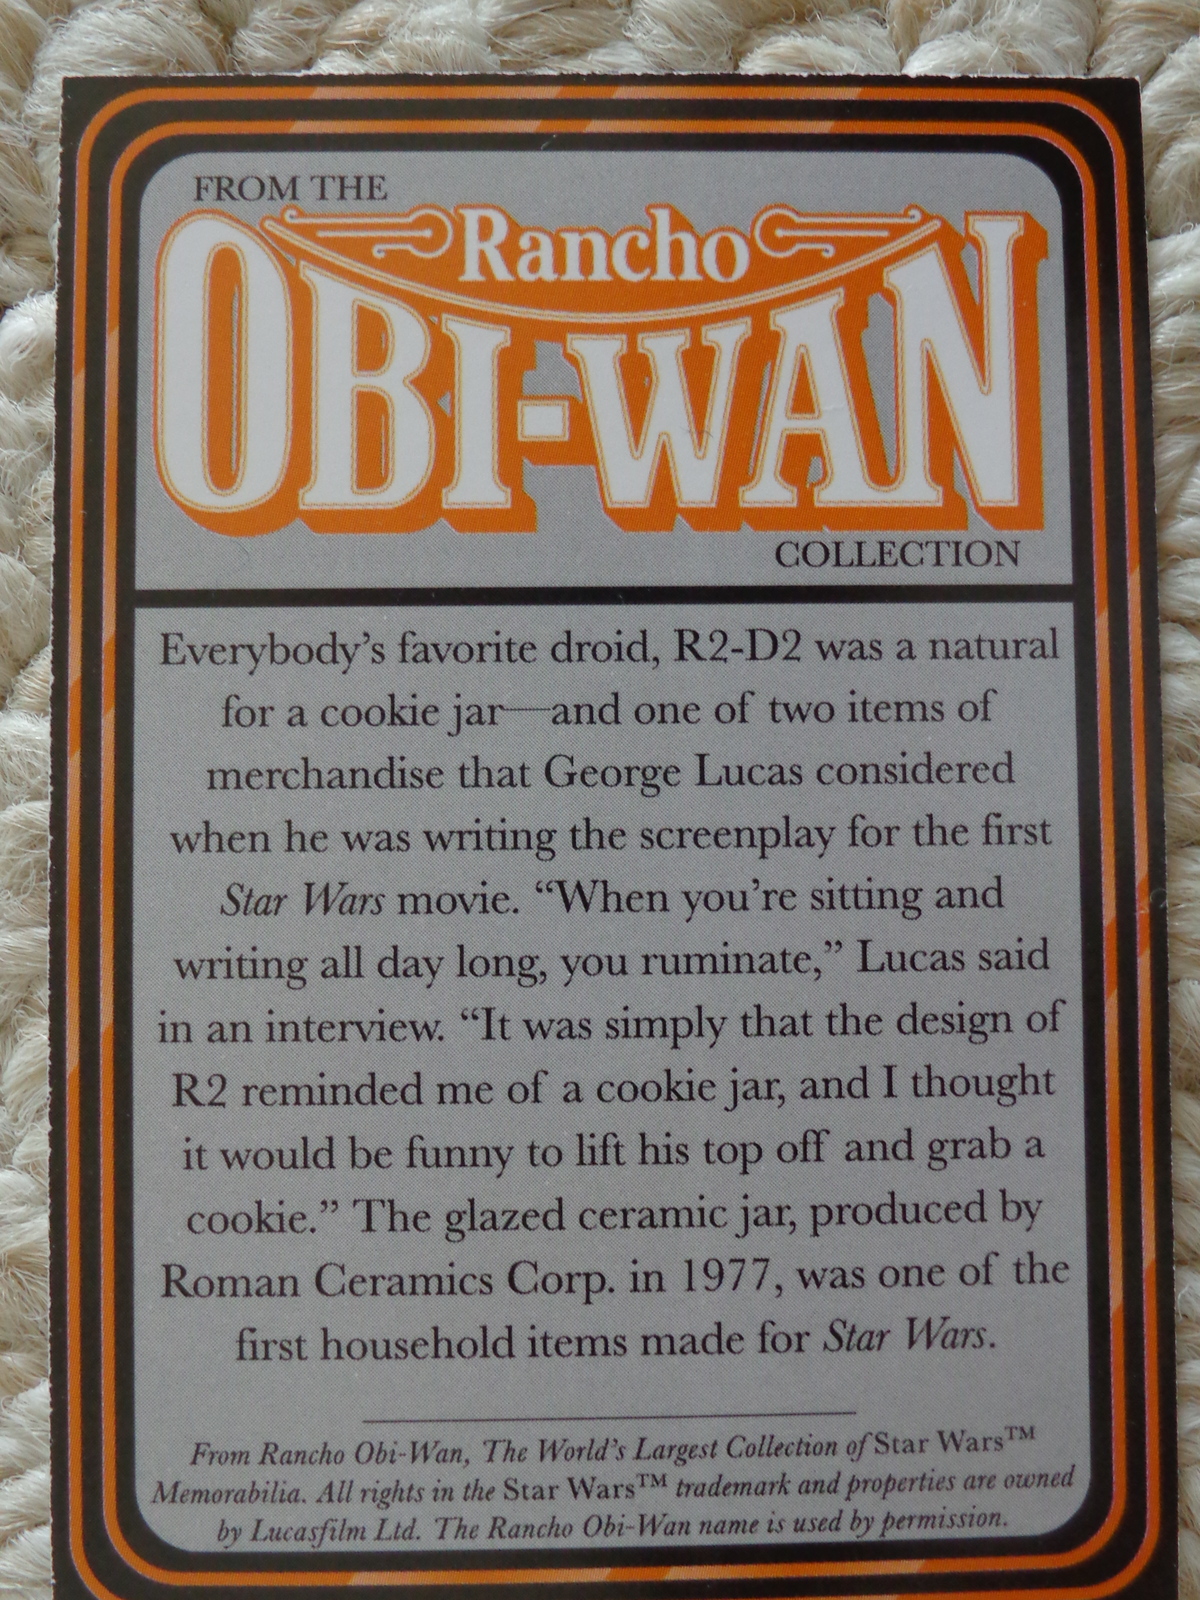 FROM THE
Rancho
OBI-WAN
COLLECTION
Everybody's favorite droid, R2-D2 was a natural
for a cookie jar—and one of two items of
merchandise that George Lucas considered
when he was writing the screenplay for the first
Star Wars movie. “When you're sitting and
writing all day long, you ruminate,” Lucas said
in an interview. “It was simply that the design of
R2 reminded me of a cookie jar, and I thought
it would be funny to lift his top off and grab a
cookie.” The glazed ceramic jar, produced by
Roman Ceramics Corp. in 1977, was one of the
first household items made for Star Wars.
From Rancho Obi-Wan, The World's Largest Collection of Star Wars™
Memorabilia. All rights in the Star Wars™ trademark and properties are owned
by Lucasfilm Ltd. The Rancho Obi-Wan name is used by permission.